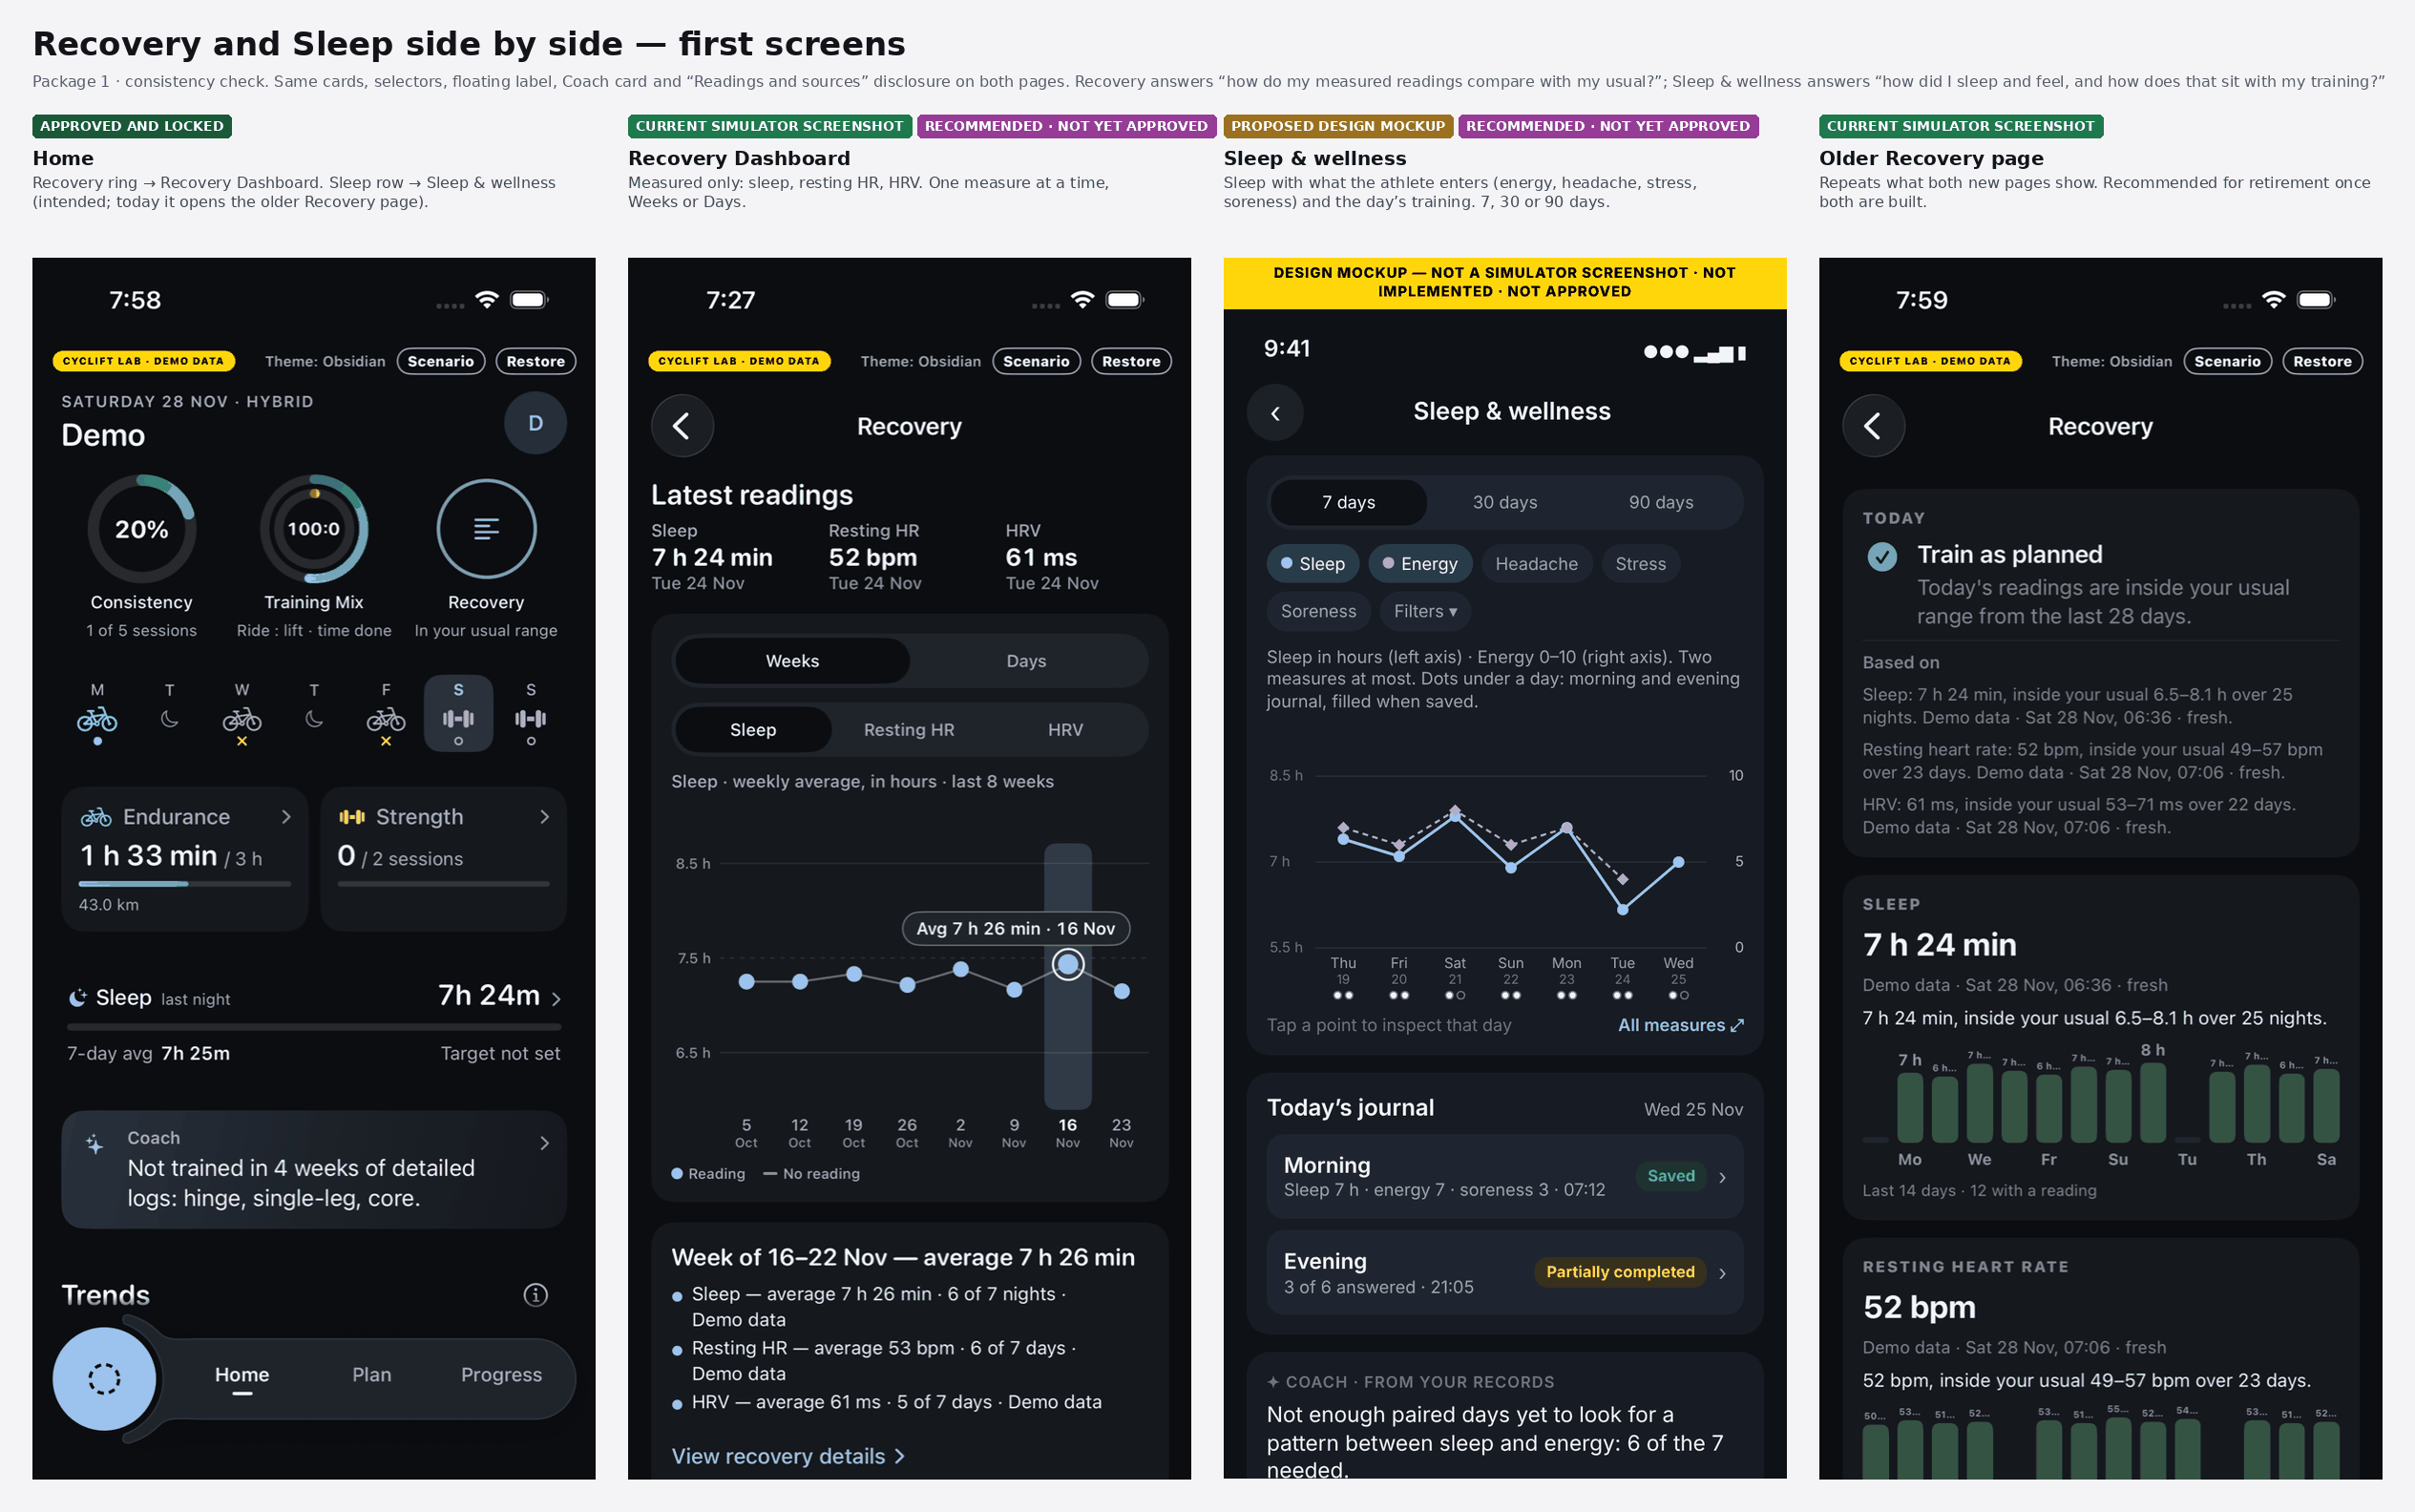 Recovery and Sleep side by side — first screens
Package 1 · consistency check. Same cards, selectors, floating label, Coach card and “Readings and sources” disclosure on both pages. Recovery answers “how do my measured readings compare with my usual?”; Sleep & wellness answers “how did I sleep and feel, and how does that sit with my training?”
APPROVED AND LOCKED
Home
Recovery ring → Recovery Dashboard. Sleep row → Sleep & wellness
(intended; today it opens the older Recovery page).
7:58
CYCLIFT LAB · DEMO DATA
Theme: Obsidian
Scenario
Restore
SATURDAY 28 NOV · HYBRID
Demo
D
20%
100:0
Consistency
Training Mix
Recovery
1 of 5 sessions
Ride : lift · time done
In your usual range
M T W T F S S
Endurance
1 h 33 min / 3 h
43.0 km
Strength
0 / 2 sessions
Sleep last night
7h 24m
7-day avg 7h 25m
Target not set
Coach
Not trained in 4 weeks of detailed
logs: hinge, single-leg, core.
Trends
Home
Plan
Progress
CURRENT SIMULATOR SCREENSHOT
RECOMMENDED · NOT YET APPROVED
Recovery Dashboard
Measured only: sleep, resting HR, HRV. One measure at a time,
Weeks or Days.
7:27
CYCLIFT LAB · DEMO DATA
Theme: Obsidian
Scenario
Restore
Recovery
Latest readings
Sleep
Resting HR
HRV
7 h 24 min
52 bpm
61 ms
Tue 24 Nov
Tue 24 Nov
Tue 24 Nov
Weeks
Days
Sleep
Resting HR
HRV
Sleep · weekly average, in hours · last 8 weeks
8.5 h
Avg 7 h 26 min · 16 Nov
7.5 h
6.5 h
5 12 19 26 2 9 16 23
Oct Oct Oct Oct Nov Nov Nov Nov
Reading
No reading
Week of 16–22 Nov — average 7 h 26 min
Sleep — average 7 h 26 min · 6 of 7 nights ·
Demo data
Resting HR — average 53 bpm · 6 of 7 days ·
Demo data
HRV — average 61 ms · 5 of 7 days · Demo data
View recovery details
PROPOSED DESIGN MOCKUP
RECOMMENDED · NOT YET APPROVED
Sleep & wellness
Sleep with what the athlete enters (energy, headache, stress,
soreness) and the day’s training. 7, 30 or 90 days.
DESIGN MOCKUP — NOT A SIMULATOR SCREENSHOT · NOT
IMPLEMENTED · NOT APPROVED
9:41
Sleep & wellness
7 days
30 days
90 days
Sleep
Energy
Headache
Stress
Soreness
Filters ▾
Sleep in hours (left axis) · Energy 0–10 (right axis). Two
measures at most. Dots under a day: morning and evening
journal, filled when saved.
8.5 h
10
7 h
5
5.5 h
0
Thu Fri Sat Sun Mon Tue Wed
19 20 21 22 23 24 25
Tap a point to inspect that day
All measures ⤢
Today’s journal
Wed 25 Nov
Morning
Sleep 7 h · energy 7 · soreness 3 · 07:12
Saved
Evening
3 of 6 answered · 21:05
Partially completed
✦ COACH · FROM YOUR RECORDS
Not enough paired days yet to look for a
pattern between sleep and energy: 6 of the 7
needed.
CURRENT SIMULATOR SCREENSHOT
Older Recovery page
Repeats what both new pages show. Recommended for retirement once
both are built.
7:59
CYCLIFT LAB · DEMO DATA
Theme: Obsidian
Scenario
Restore
Recovery
TODAY
Train as planned
Today's readings are inside your usual
range from the last 28 days.
Based on
Sleep: 7 h 24 min, inside your usual 6.5–8.1 h over 25
nights. Demo data · Sat 28 Nov, 06:36 · fresh.
Resting heart rate: 52 bpm, inside your usual 49–57 bpm
over 23 days. Demo data · Sat 28 Nov, 07:06 · fresh.
HRV: 61 ms, inside your usual 53–71 ms over 22 days.
Demo data · Sat 28 Nov, 07:06 · fresh.
SLEEP
7 h 24 min
Demo data · Sat 28 Nov, 06:36 · fresh
7 h 24 min, inside your usual 6.5–8.1 h over 25 nights.
7 h 6 h... 7 h... 7 h... 6 h... 7 h... 7 h... 8 h 7 h... 7 h... 6 h... 7 h...
Mo We Fr Su Tu Th Sa
Last 14 days · 12 with a reading
RESTING HEART RATE
52 bpm
Demo data · Sat 28 Nov, 07:06 · fresh
52 bpm, inside your usual 49–57 bpm over 23 days.
50... 53... 51... 52... 53... 51... 55... 52... 54... 53... 51... 52...